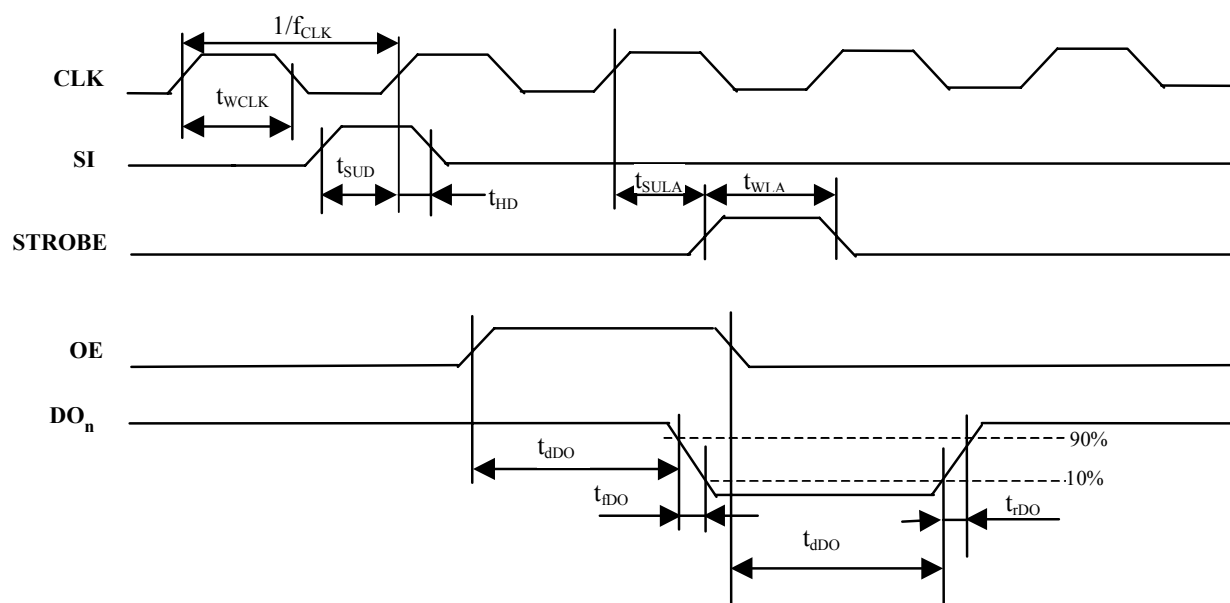 1/fCLK
CLK
tWCLK
SI
tSUD
tHD
tSULA
tWLA
STROBE
OE
DOn
90%
tdDO
10%
tfDO
trDO
tdDO